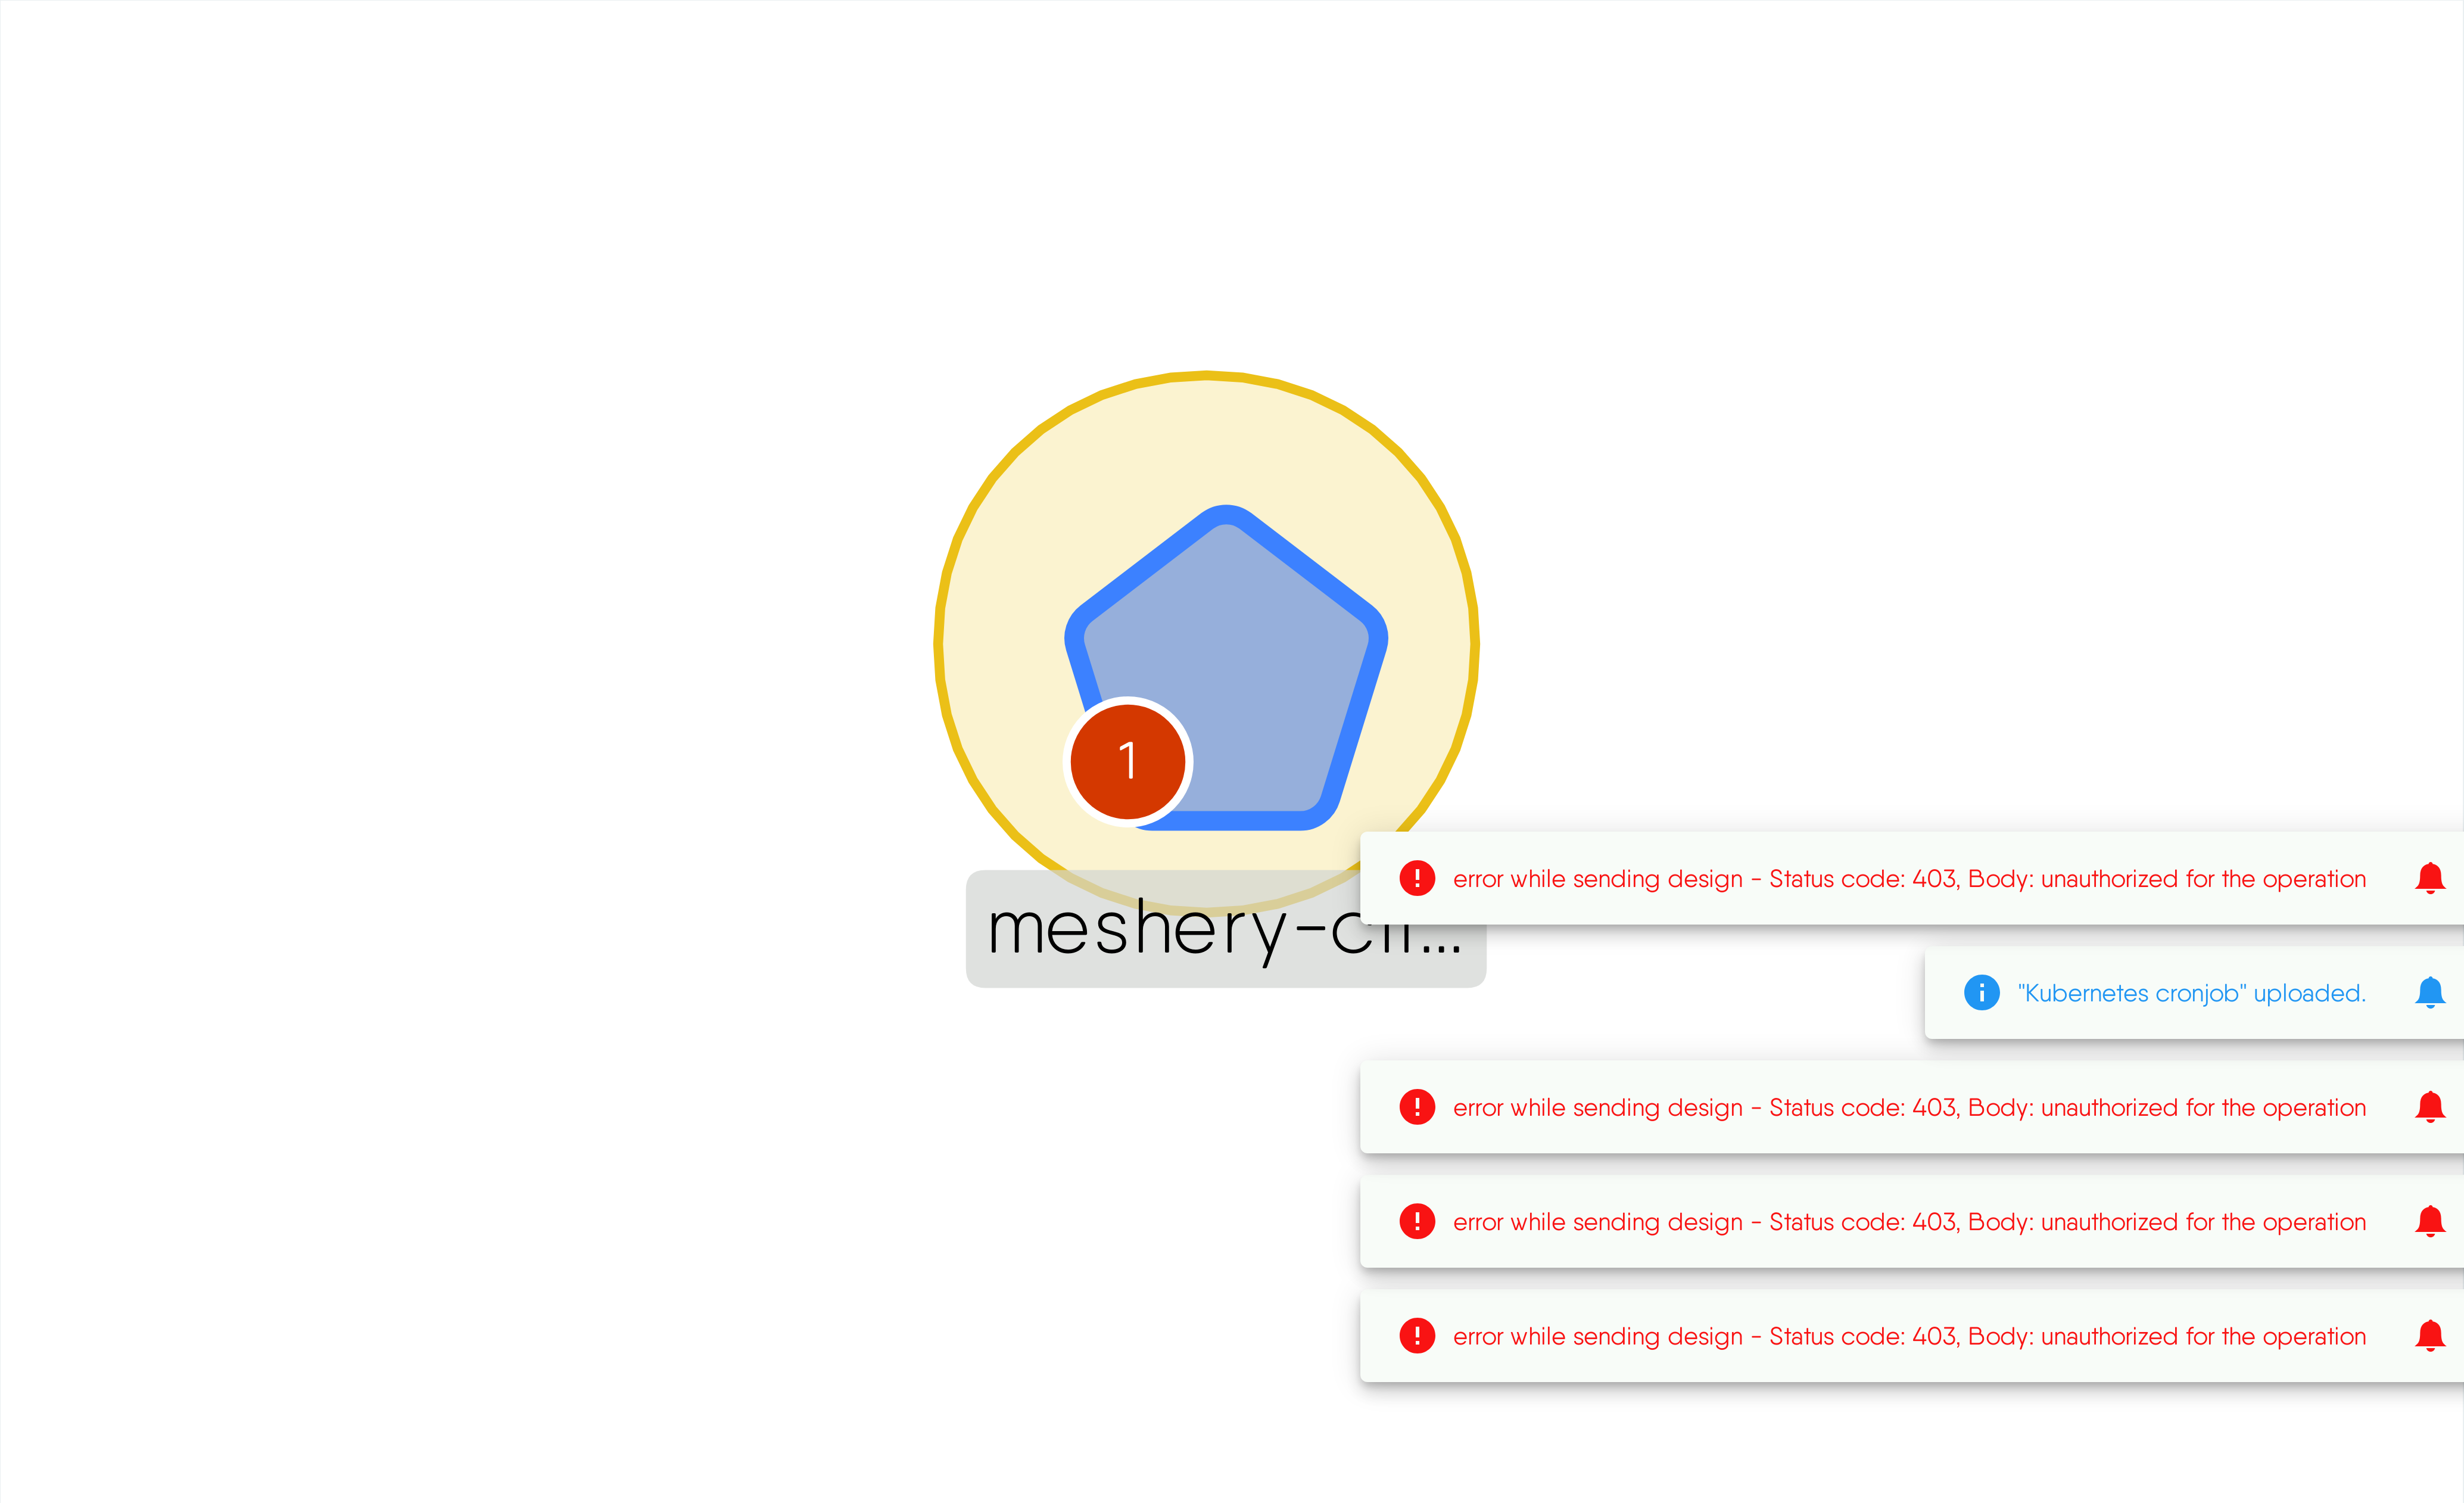 1
error while sending design - Status code: 403, Body: unauthorized for the operation
"Kubernetes cronjob" uploaded.
error while sending design - Status code: 403, Body: unauthorized for the operation
error while sending design - Status code: 403, Body: unauthorized for the operation
error while sending design - Status code: 403, Body: unauthorized for the operation